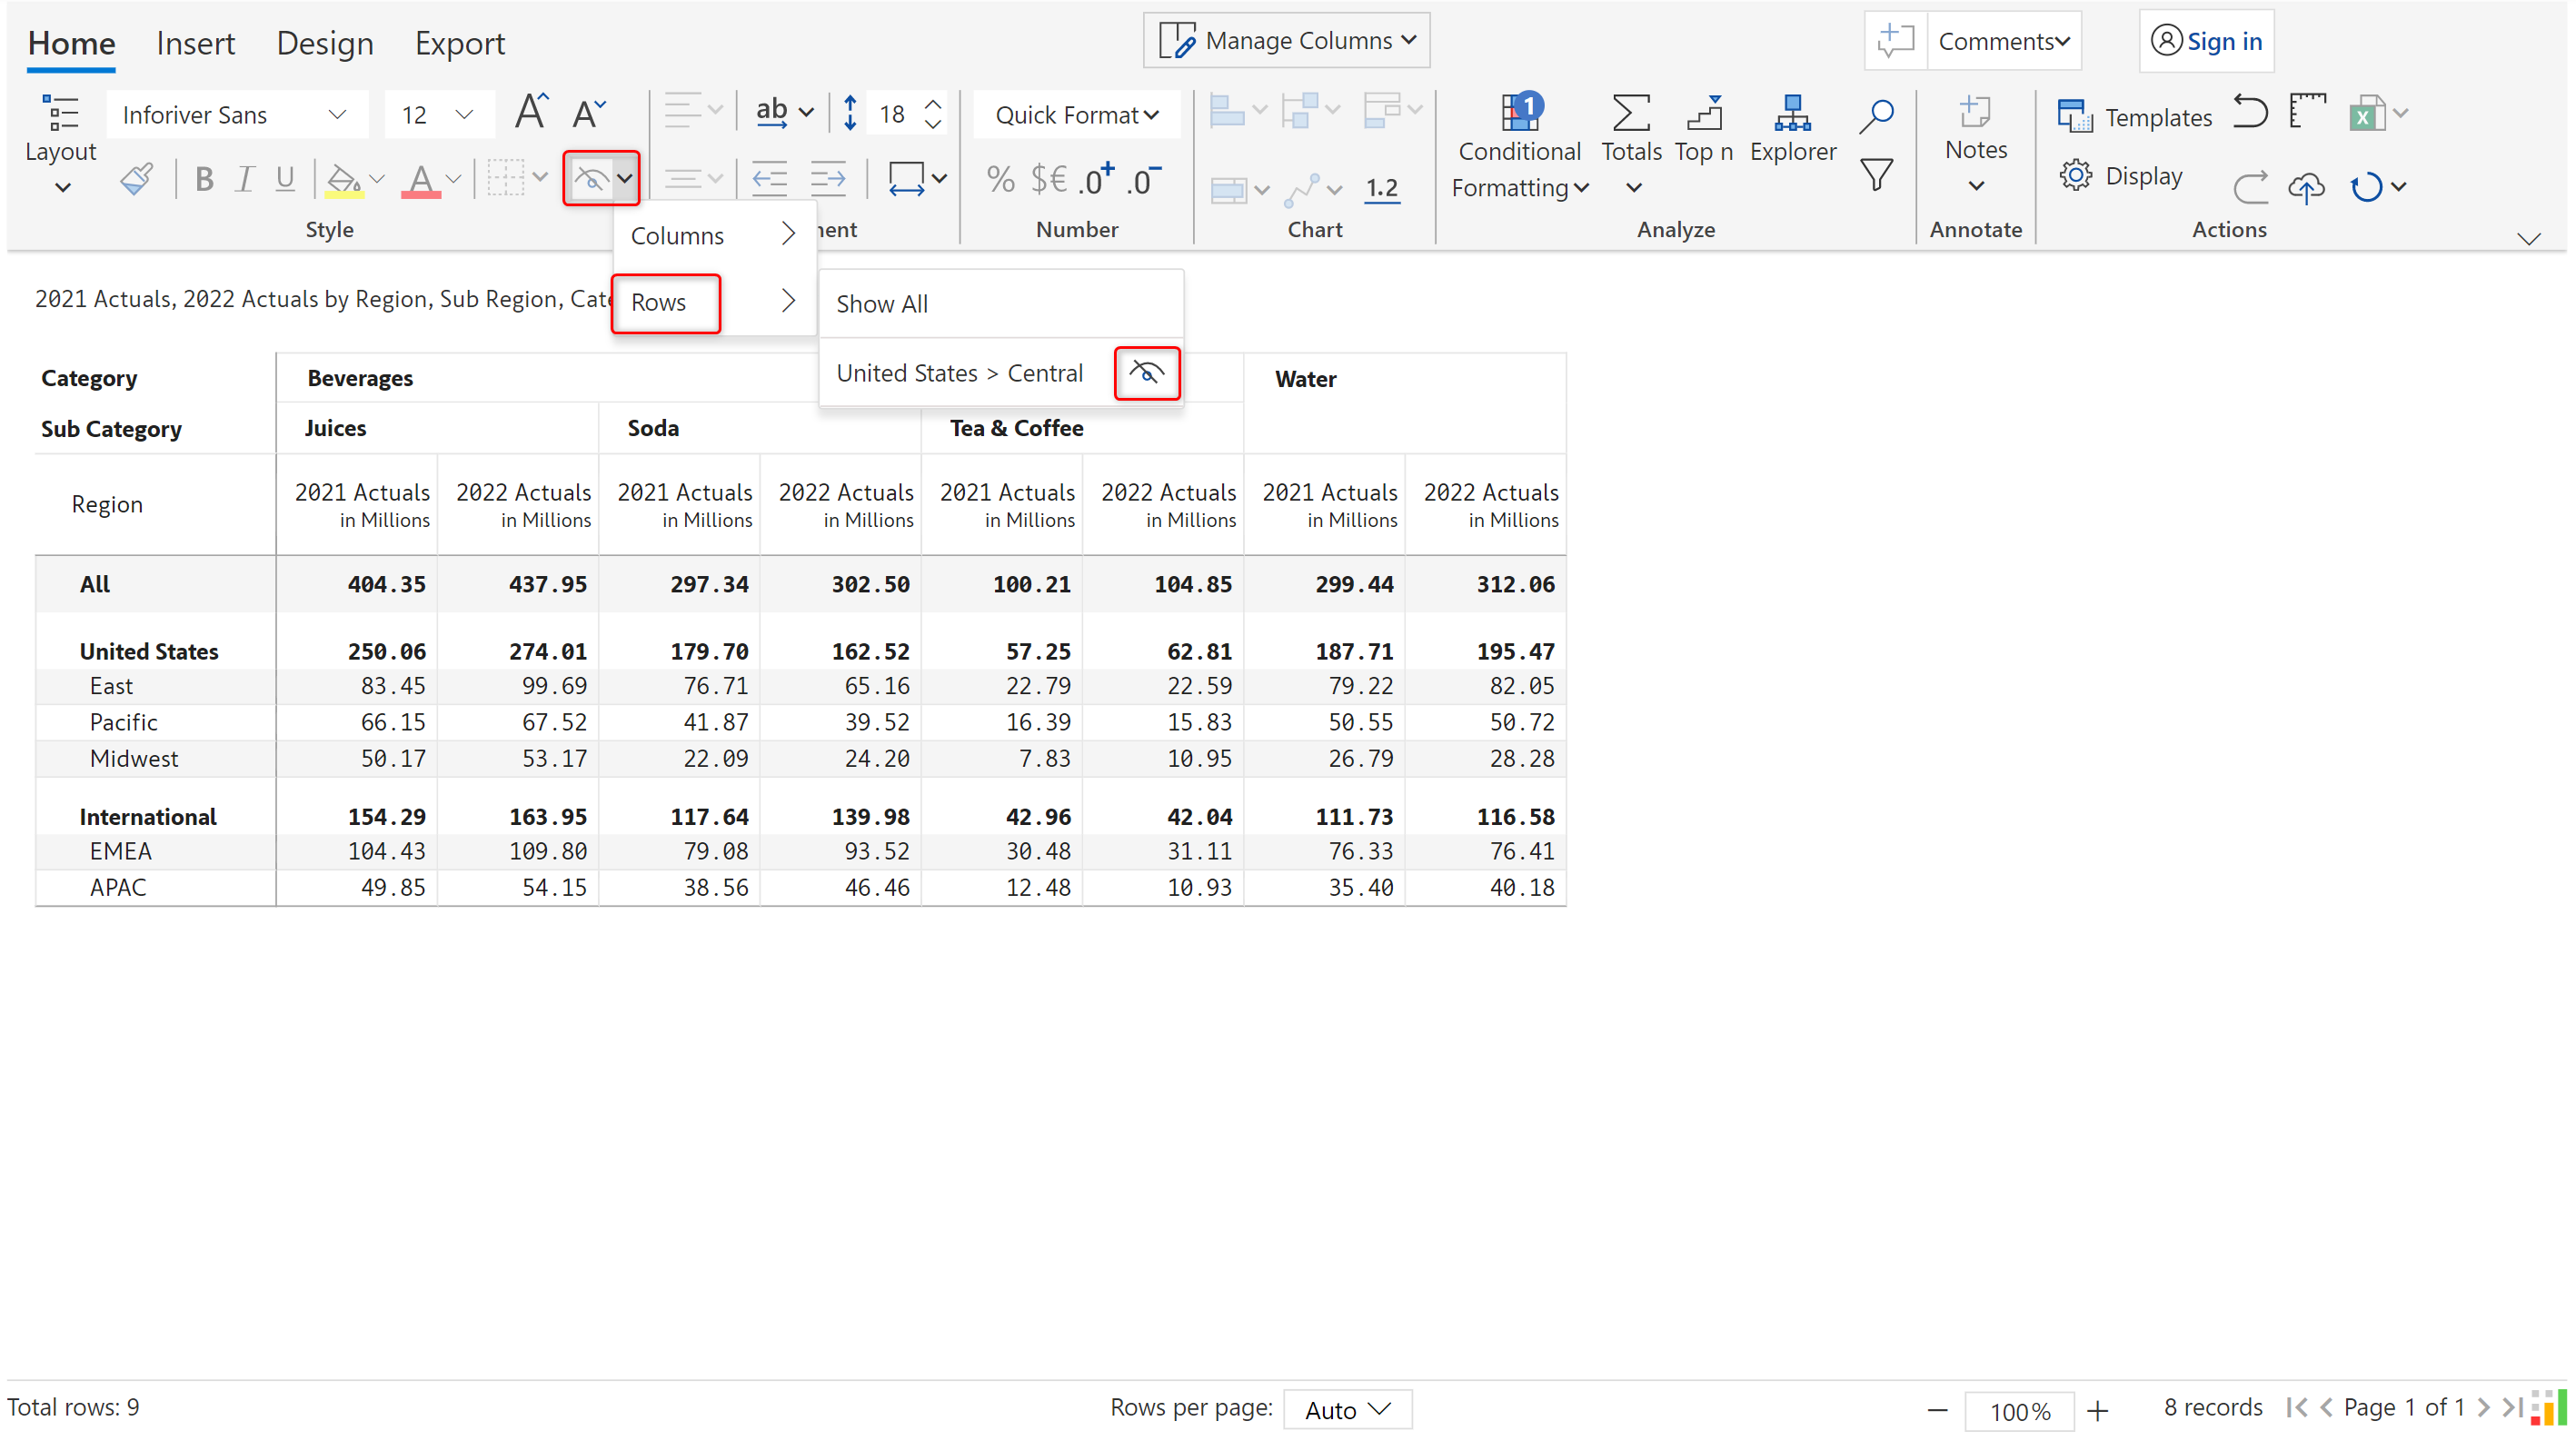 Home Insert Design Export Manage Columns Comments Sign in
Layout Inforiver Sans 12 A A ab 18 Quick Format Conditional Formatting 1 Totals Top n Explorer Notes Templates
B I U A % $€ .0+ .0- 1.2 Display
Style Number Chart Analyze Annotate Actions
Columns
Rows
Show All
United States > Central
2021 Actuals, 2022 Actuals by Region, Sub Region,
Category Beverages Water
Sub Category Juices Soda Tea & Coffee
Region 2021 Actuals 2022 Actuals 2021 Actuals 2022 Actuals 2021 Actuals 2022 Actuals 2021 Actuals 2022 Actuals
in Millions in Millions in Millions in Millions in Millions in Millions in Millions in Millions
All 404.35 437.95 297.34 302.50 100.21 104.85 299.44 312.06
United States 250.06 274.01 179.70 162.52 57.25 62.81 187.71 195.47
East 83.45 99.69 76.71 65.16 22.79 22.59 79.22 82.05
Pacific 66.15 67.52 41.87 39.52 16.39 15.83 50.55 50.72
Midwest 50.17 53.17 22.09 24.20 7.83 10.95 26.79 28.28
International 154.29 163.95 117.64 139.98 42.96 42.04 111.73 116.58
EMEA 104.43 109.80 79.08 93.52 30.48 31.11 76.33 76.41
APAC 49.85 54.15 38.56 46.46 12.48 10.93 35.40 40.18
Total rows: 9 Rows per page: Auto 100% 8 records Page 1 of 1